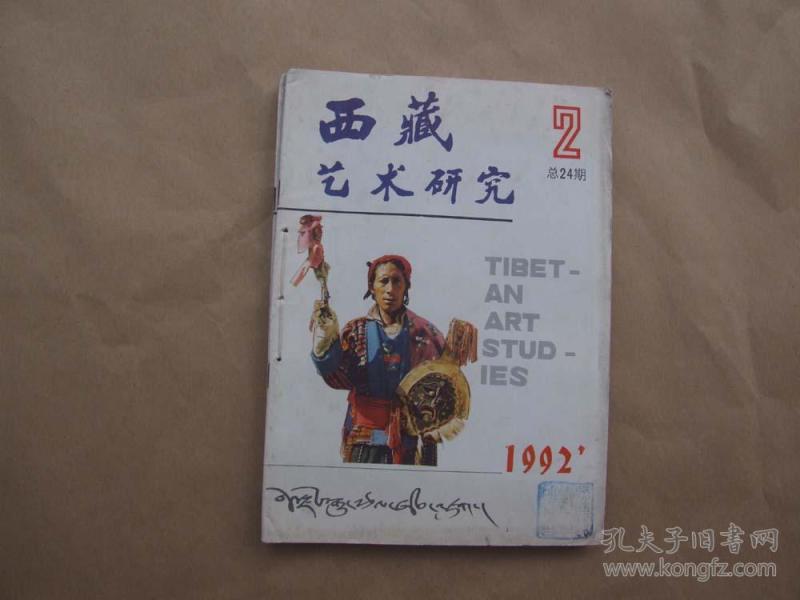 西藏
艺术研究
2
总24期
TIBET-
AN
ART
STUD-
IES
1992'
孔夫子旧书网
www.kongfz.com